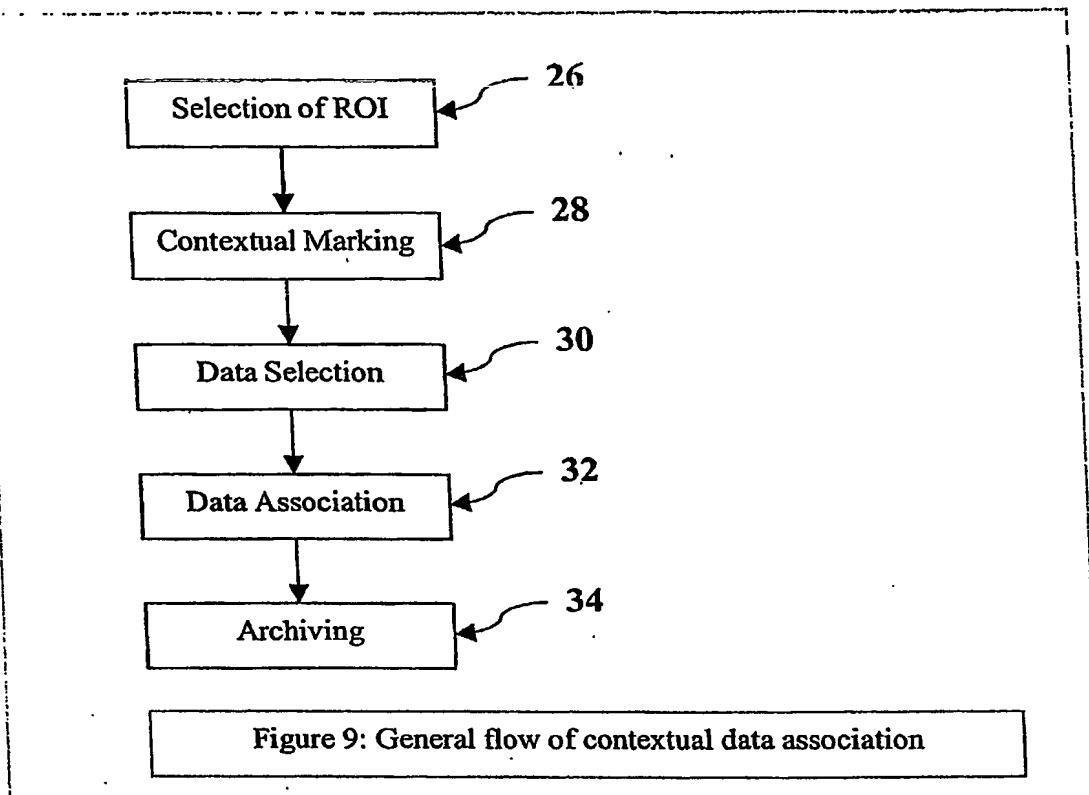 Selection of ROI
26
Contextual Marking
28
Data Selection
30
Data Association
32
Archiving
34
Figure 9: General flow of contextual data association